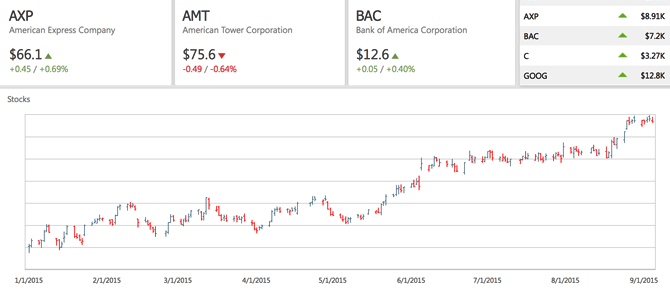 AXP
American Express Company
$66.1
+0.45 / +0.69%
AMT
American Tower Corporation
$75.6
-0.49 / -0.64%
BAC
Bank of America Corporation
$12.6
+0.05 / +0.40%
AXP $8.91K
BAC $7.2K
C $3.27K
GOOG $12.8K
Stocks
1/1/2015 2/1/2015 3/1/2015 4/1/2015 5/1/2015 6/1/2015 7/1/2015 8/1/2015 9/1/2015